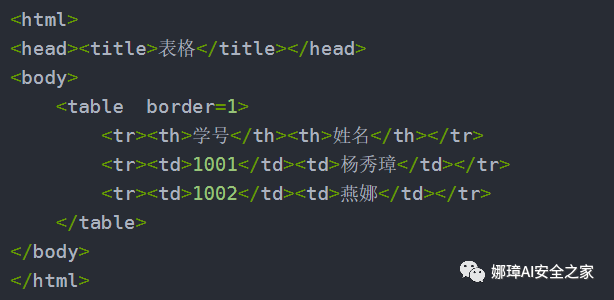 <html>
<head><title>表格</title></head>
<body>
    <table  border=1>
        <tr><th>学号</th><th>姓名</th></tr>
        <tr><td>1001</td><td>杨秀璋</td></tr>
        <tr><td>1002</td><td>燕娜</td></tr>
    </table>
</body>
</html>
娜璋AI安全之家